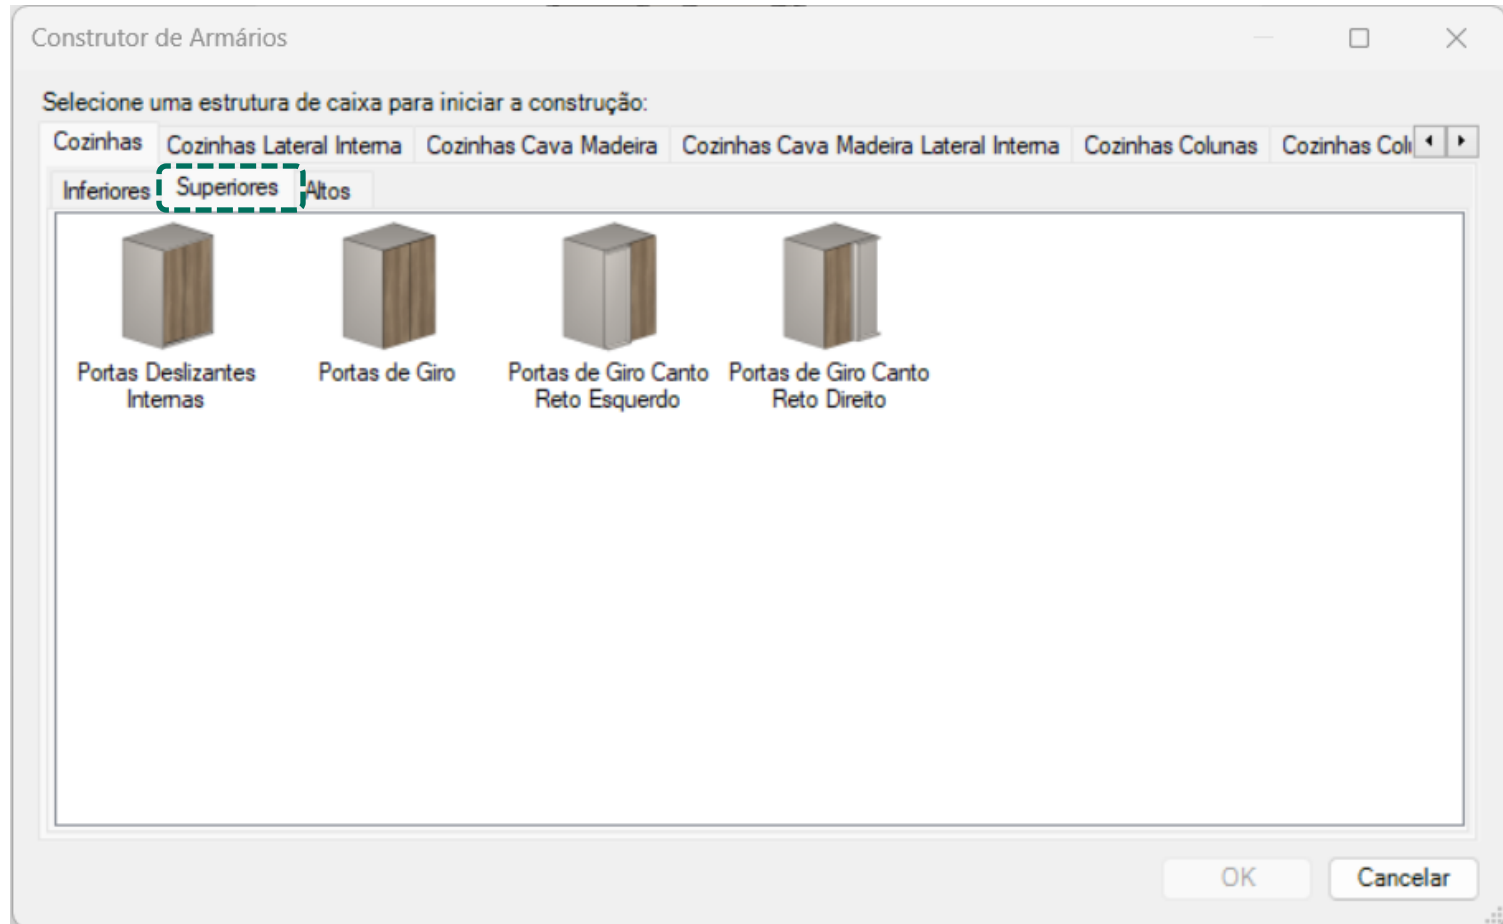 Construtor de Armários
Selecione uma estrutura de caixa para iniciar a construção:
Cozinhas Cozinhas Lateral Interna Cozinhas Cava Madeira Cozinhas Cava Madeira Lateral Interna Cozinhas Colunas Cozinhas
Inferiores Superiores Altos
Portas Deslizantes
Internas
Portas de Giro
Portas de Giro Canto
Reto Esquerdo
Portas de Giro Canto
Reto Direito
OK Cancelar